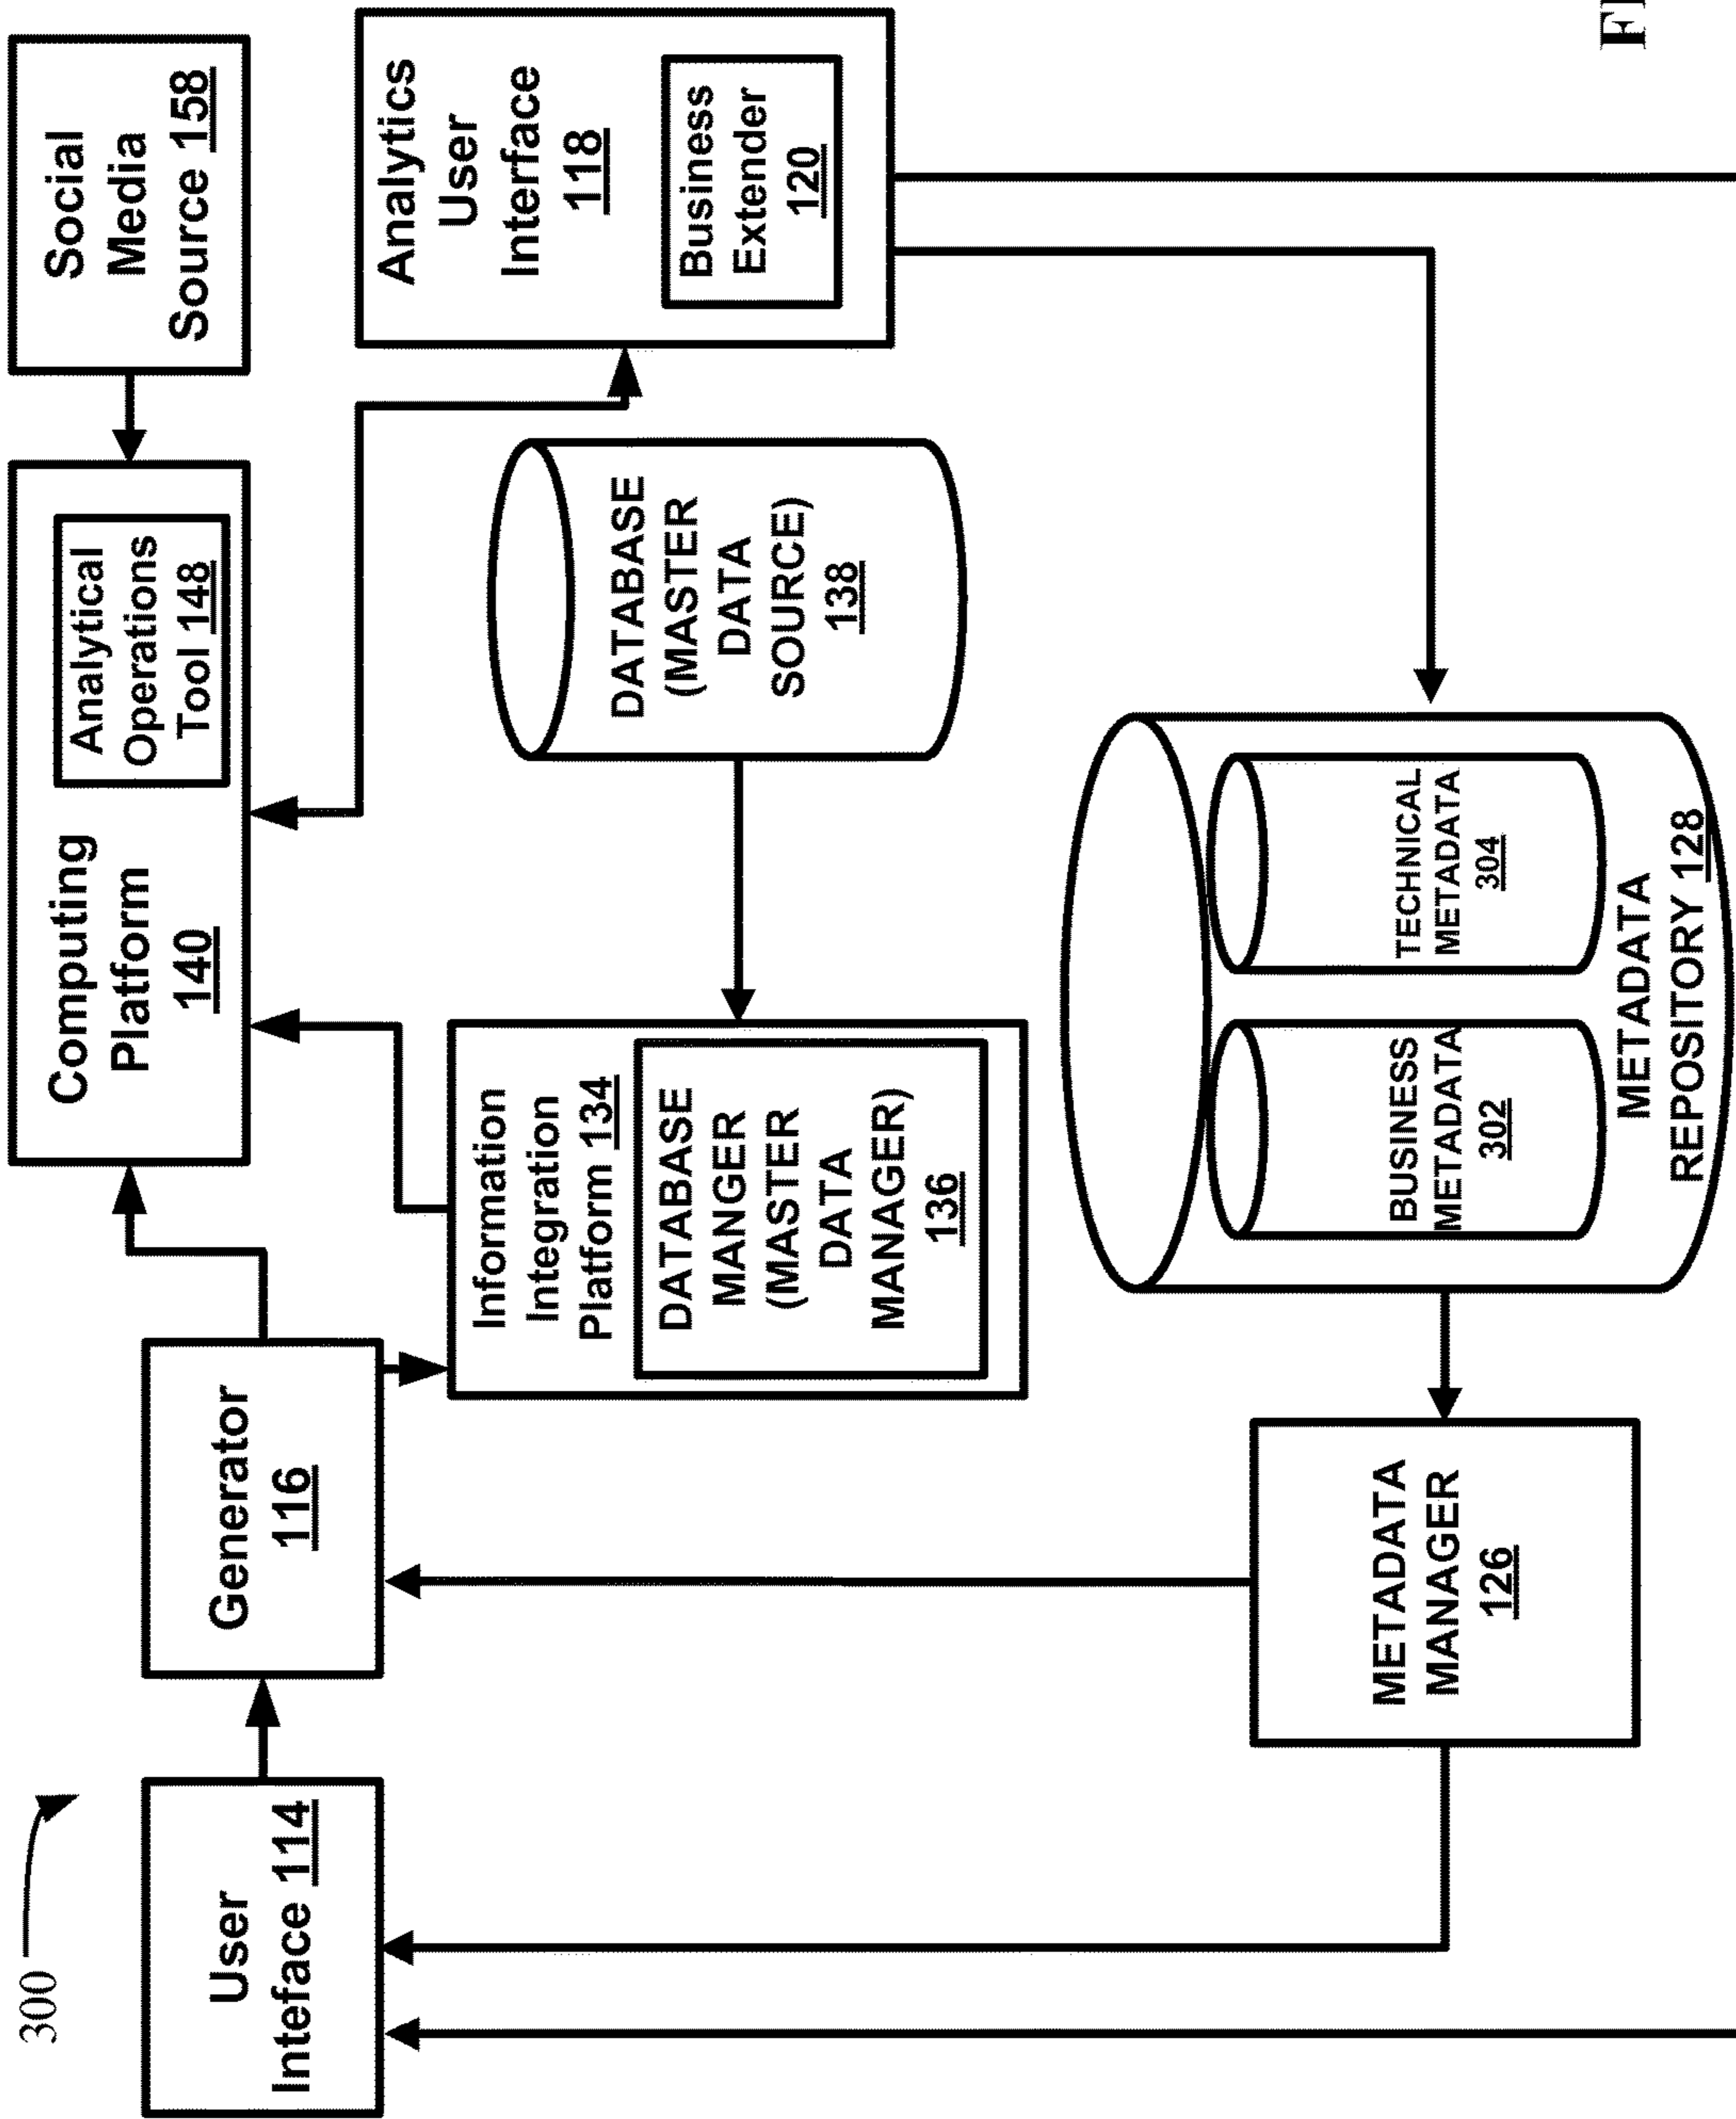 300
User
Inteface 114
Generator
116
Computing
Platform
140
Analytical
Operations
Tool 148
Social
Media
Source 158
Information
Integration
Platform 134
DATABASE
MANGER
(MASTER
DATA
MANAGER)
136
DATABASE
(MASTER
DATA
SOURCE)
138
Analytics
User
Interface
118
Business
Extender
120
METADATA
MANAGER
126
BUSINESS
METADATA
302
TECHNICAL
METADATA
304
METADATA
REPOSITORY 128